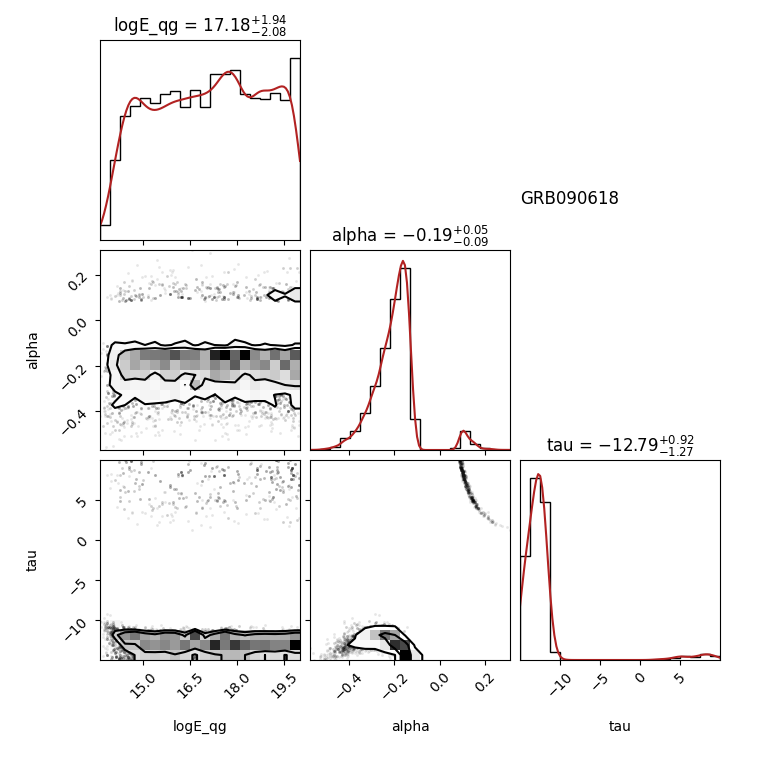 logE_qg = 17.18+1.94 −2.08
GRB090618
alpha = −0.19+0.05 −0.09
alpha
0.2
0.0
−0.2
−0.4
tau = −12.79+0.92 −1.27
tau
5
0
−5
−10
15.0 16.5 18.0 19.5
−0.4 −0.2 0.0 0.2
−10 −5 0 5
logE_qg alpha tau